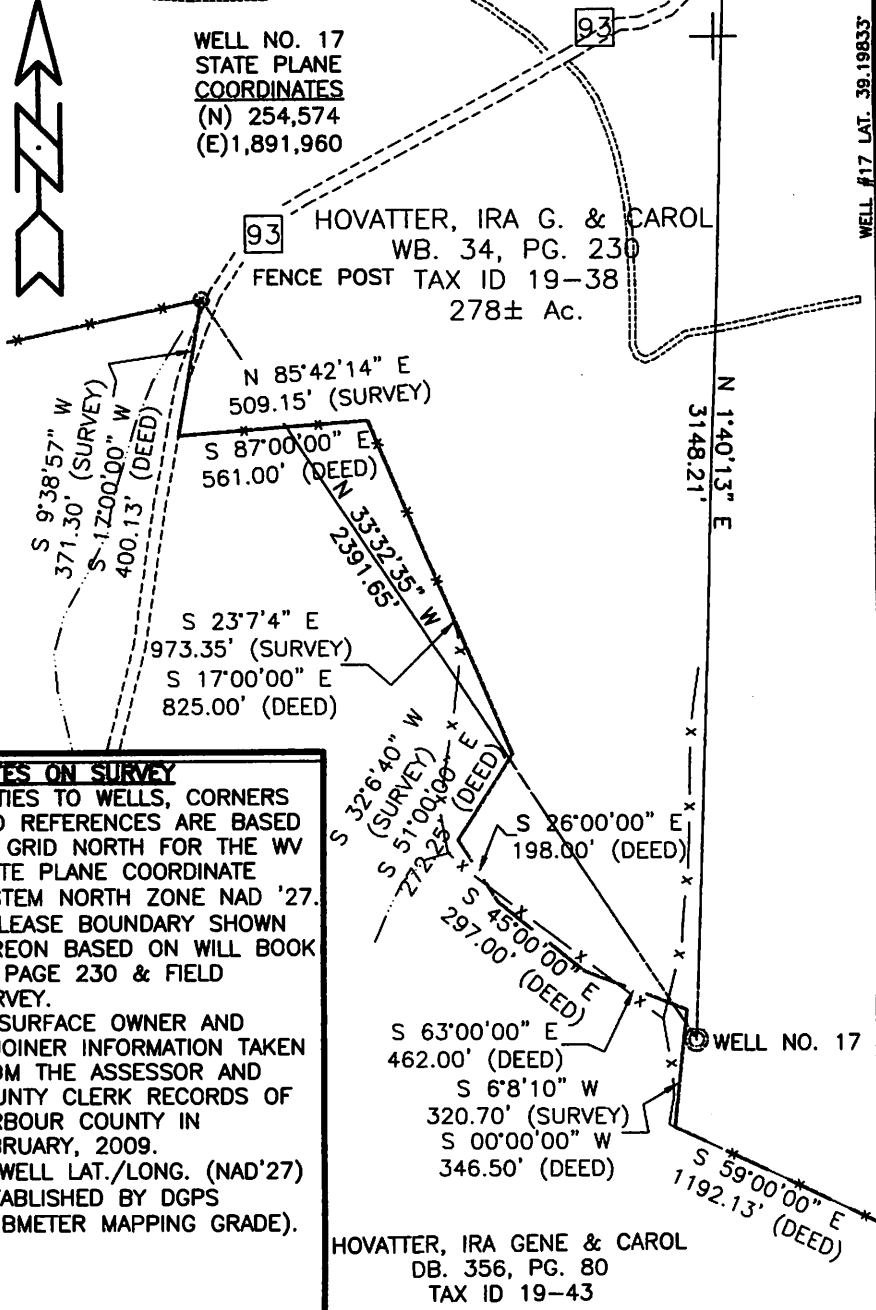 WELL NO. 17
STATE PLANE
COORDINATES
(N) 254,574
(E)1,891,960
93
WELL #17 LAT. 39.19833
93
HOVATTER, IRA G. & CAROL
WB. 34, PG. 230
FENCE POST TAX ID 19-38
278± Ac.
N 85°42'14" E
509.15' (SURVEY)
S 87°00'00" E
561.00' (DEED)
S 9°38'57" W
371.30' (SURVEY)
S 17°00'00" W
400.13' (DEED)
N 33°32'35" W
2391.65'
N 1°40'13" E
3148.21'
S 23°7'4" E
973.35' (SURVEY)
S 17°00'00" E
825.00' (DEED)
S 32°6'40" W
(SURVEY)
S 51°00'00" E
272.25' (DEED)
S 26°00'00" E
198.00' (DEED)
S 45°00'00" E
297.00' (DEED)
S 63°00'00" E
462.00' (DEED)
WELL NO. 17
S 6°8'10" W
320.70' (SURVEY)
S 00°00'00" W
346.50' (DEED)
S 59°00'00" E
1192.13' (DEED)
ES ON SURVEY
TIES TO WELLS, CORNERS
D REFERENCES ARE BASED
GRID NORTH FOR THE WV
TE PLANE COORDINATE
STEM NORTH ZONE NAD '27.
LEASE BOUNDARY SHOWN
REON BASED ON WILL BOOK
PAGE 230 & FIELD
RVEY.
SURFACE OWNER AND
JOINER INFORMATION TAKEN
OM THE ASSESSOR AND
UNTY CLERK RECORDS OF
RBOUR COUNTY IN
BRUARY, 2009.
WELL LAT./LONG. (NAD'27)
TABLISHED BY DGPS
BMETER MAPPING GRADE).
HOVATTER, IRA GENE & CAROL
DB. 356, PG. 80
TAX ID 19-43